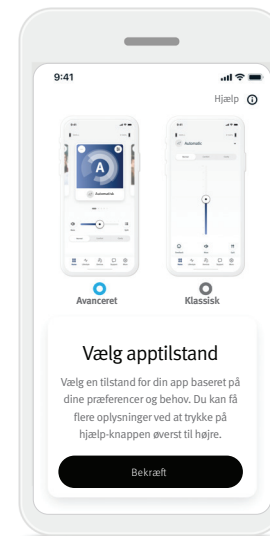 9:41
Hjælp
Automatisk
Automatic
Avanceret
Klassisk
Vælg apptilstand
Vælg en tilstand for din app baseret på
dine præferencer og behov. Du kan få
flere oplysninger ved at trykke på
hjælp-knappen øverst til højre.
Bekræft